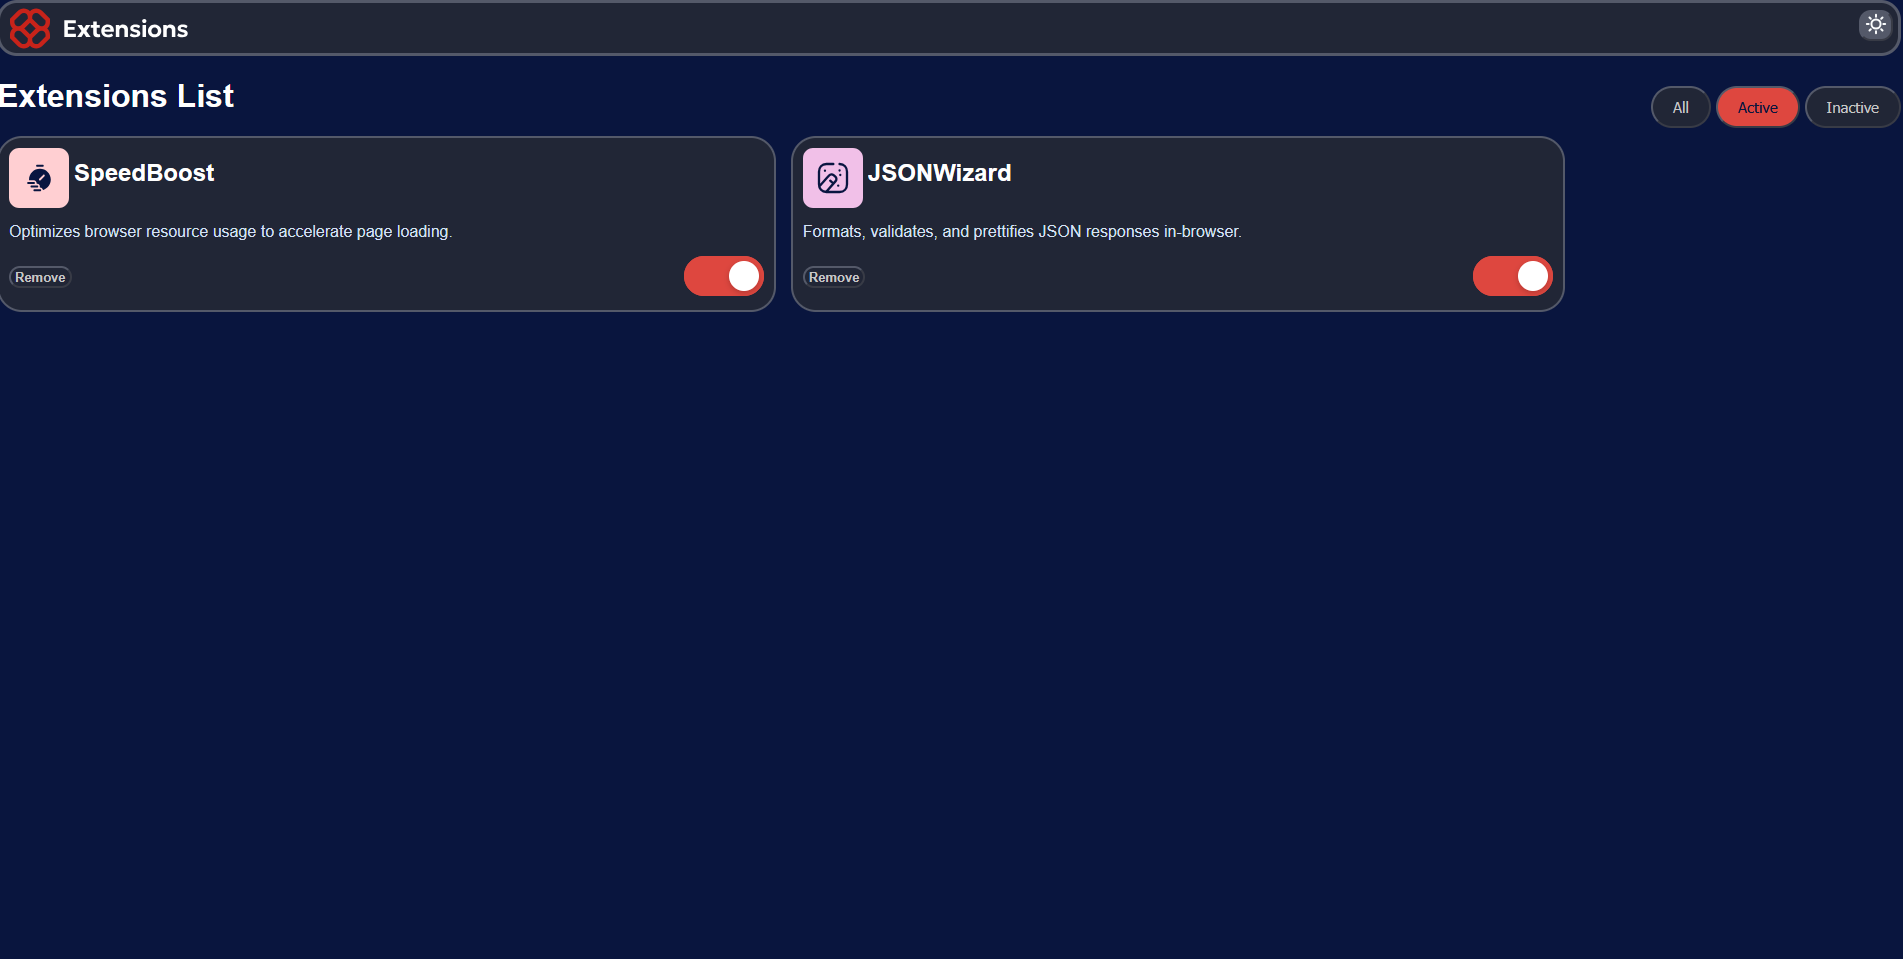 Extensions
Extensions List
All
Active
Inactive
SpeedBoost
Optimizes browser resource usage to accelerate page loading.
Remove
JSONWizard
Formats, validates, and prettifies JSON responses in-browser.
Remove